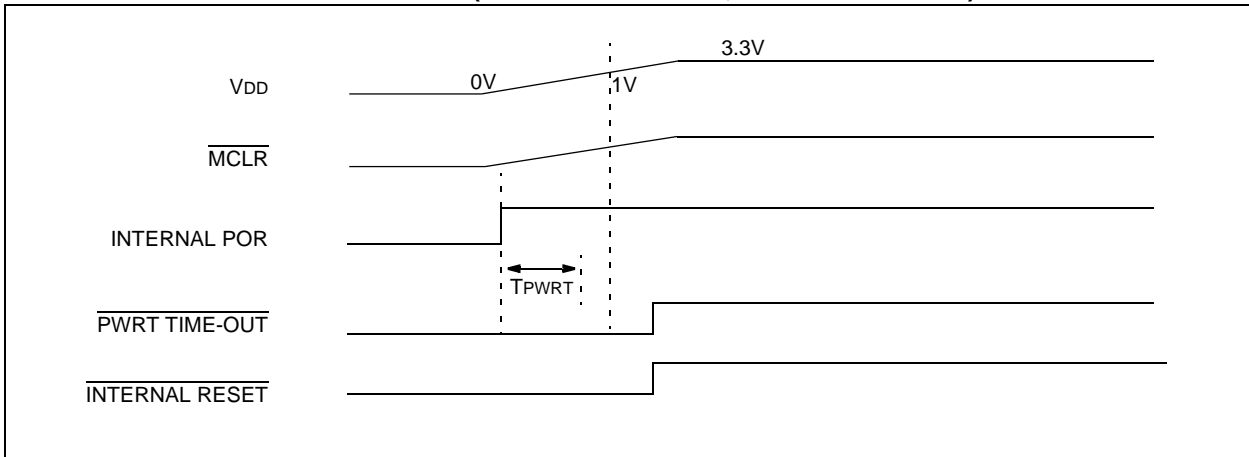 3.3V
VDD
0V
1V
MCLR
INTERNAL POR
TPWRT
PWRT TIME-OUT
INTERNAL RESET